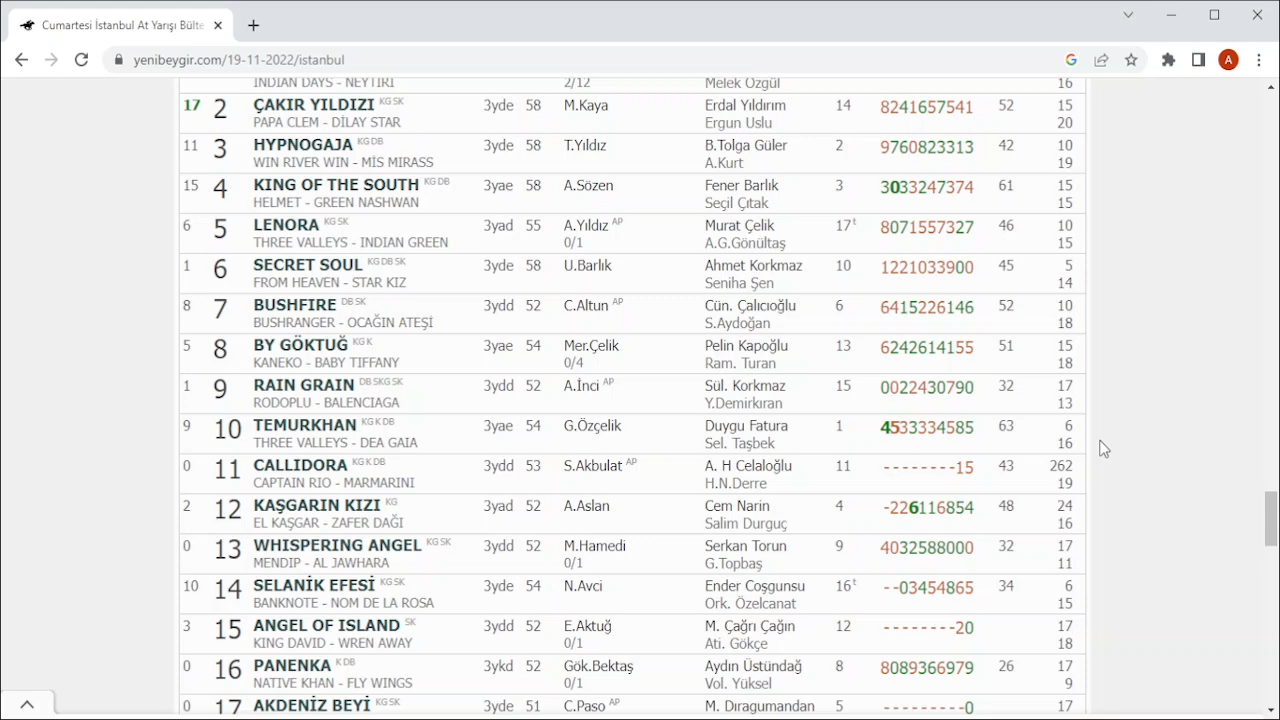 Cumartesi İstanbul At Yarışı Bülte
yenibeygir.com/19-11-2022/istanbul
A
INDIAN DAYS - NEYTIRI 2/12 Melek Özgül 16
17 2 ÇAKIR YILDIZI KG SK 3yde 58 M.Kaya Erdal Yıldırım 14 8241657541 52 15
PAPA CLEM - DİLAY STAR Ergun Uslu 20
11 3 HYPNOGAJA KG DB 3yde 58 T.Yıldız B.Tolga Güler 2 9760823313 42 10
WIN RIVER WIN - MİS MIRASS A.Kurt 19
15 4 KING OF THE SOUTH KG DB 3yae 58 A.Sözen Fener Barlık 3 3033247374 61 15
HELMET - GREEN NASHWAN Seçil Çıtak 15
6 5 LENORA KG SK 3yad 55 A.Yıldız AP Murat Çelik 17 t 8071557327 46 10
THREE VALLEYS - INDIAN GREEN 0/1 A.G.Gönültaş 15
1 6 SECRET SOUL KG DB SK 3yde 58 U.Barlık Ahmet Korkmaz 10 1221033900 45 5
FROM HEAVEN - STAR KIZ Seniha Şen 14
8 7 BUSHFIRE DB SK 3ydd 52 C.Altun AP Cün. Çalıcıoğlu 6 6415226146 52 10
BUSHRANGER - OCAĞIN ATEŞİ S.Aydoğan 18
5 8 BY GÖKTUĞ KG K 3yae 54 Mer.Çelik Pelin Kapoğlu 13 6242614155 51 15
KANEKO - BABY TIFFANY 0/4 Ram. Turan 18
1 9 RAIN GRAIN DB SKG SK 3ydd 52 A.İnci AP Sül. Korkmaz 15 0022430790 32 17
RODOPLU - BALENCIAGA Y.Demirkıran 13
9 10 TEMURKHAN KG K DB 3yae 54 G.Özçelik Duygu Fatura 1 4533334585 63 6
THREE VALLEYS - DEA GAIA Sel. Taşbek 16
0 11 CALLIDORA KG K DB 3ydd 53 S.Akbulat AP A. H Celaloğlu 11 --------15 43 262
CAPTAIN RIO - MARMARINI H.N.Derre 19
2 12 KAŞGARIN KIZI KG 3yad 52 A.Aslan Cem Narin 4 -226116854 48 24
EL KAŞGAR - ZAFER DAĞI Salim Durguç 16
0 13 WHISPERING ANGEL KG SK 3ydd 52 M.Hamedi Serkan Torun 9 4032588000 32 17
MENDIP - AL JAWHARA 0/1 G.Topbaş 11
10 14 SELANİK EFESİ KG SK 3yde 54 N.Avci Ender Coşgunsu 16 t --03454865 34 6
BANKNOTE - NOM DE LA ROSA Ork. Özelcanat 15
3 15 ANGEL OF ISLAND SK 3ydd 52 E.Aktuğ M. Çağrı Çağın 12 --------20 17
KING DAVID - WREN AWAY 0/1 Ati. Gökçe 18
0 16 PANENKA K DB 3ykd 52 Gök.Bektaş Aydın Üstündağ 8 8089366979 26 17
NATIVE KHAN - FLY WINGS 0/1 Vol. Yüksel 9
0 17 AKDENİZ BEYİ KG SK 3yde 51 C.Paso AP M. Dıragumandan 5 ---------0 17